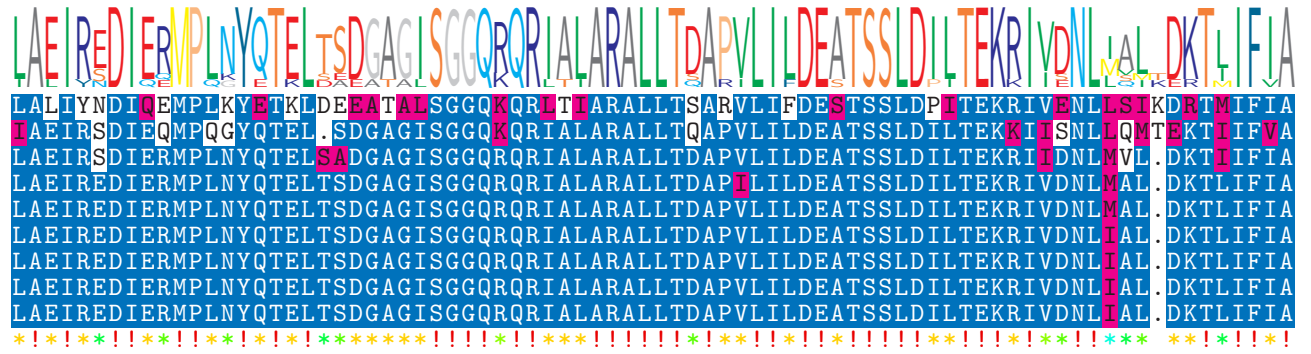 LAEIREDIERMPLNYQTELTSDGAGISGGQRQRIALARALLTDAPVLILDEATSSLDILTEKRIVDNLIAL DKTLIFIA
LALIYNDIQEMPLKYETKLDEEATALSGGQKQRLTIARALLTSARVLIFDESTSSLDPITEKRIVENLLSIKDRTMIFIA
IAEIRSDIEQMPQGYQTEL.SDGAGISGGQKQRIALARALLTQAPVLILDEATSSLDILTEKKIISNLLQMTEKTIIFVA
LAEIRSDIERMPLNYQTELSADGAGISGGQRQRIALARALLTDAPVLILDEATSSLDILTEKRIIDNLMVL.DKTIIFIA
LAEIREDIERMPLNYQTELTSDGAGISGGQRQRIALARALLTDAPILILDEATSSLDILTEKRIVDNLMAL.DKTLIFIA
LAEIREDIERMPLNYQTELTSDGAGISGGQRQRIALARALLTDAPVLILDEATSSLDILTEKRIVDNLMAL.DKTLIFIA
LAEIREDIERMPLNYQTELTSDGAGISGGQRQRIALARALLTDAPVLILDEATSSLDILTEKRIVDNLIAL.DKTLIFIA
LAEIREDIERMPLNYQTELTSDGAGISGGQRQRIALARALLTDAPVLILDEATSSLDILTEKRIVDNLIAL.DKTLIFIA
LAEIREDIERMPLNYQTELTSDGAGISGGQRQRIALARALLTDAPVLILDEATSSLDILTEKRIVDNLIAL.DKTLIFIA
LAEIREDIERMPLNYQTELTSDGAGISGGQRQRIALARALLTDAPVLILDEATSSLDILTEKRIVDNLIAL.DKTLIFIA
*!*!**!!**!!**!*!*!*******!!!!*!!***!!!!!!*!**!!*!!*!!!!!**!!!*!**!!*** **!*!!*!